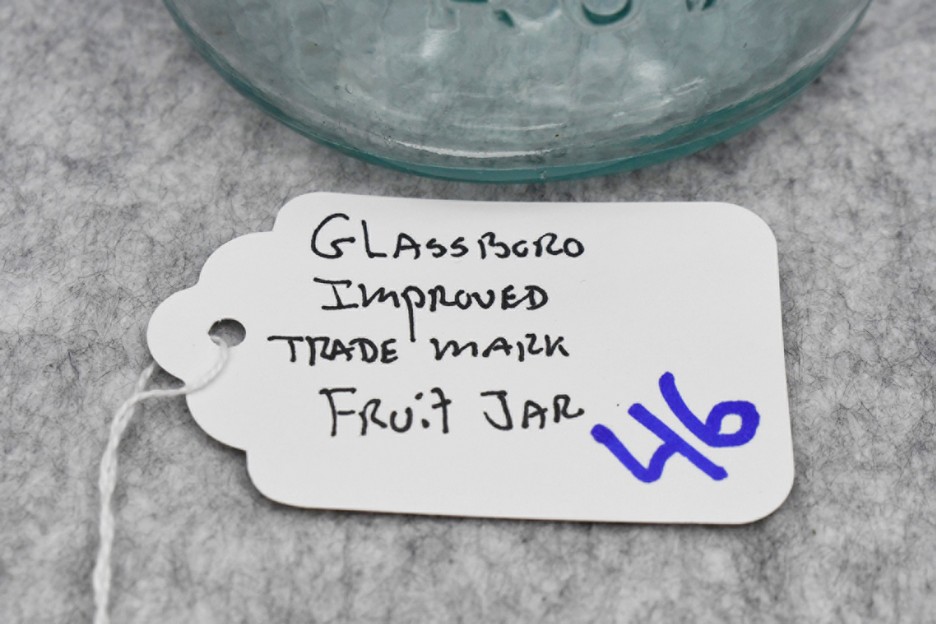 GLASSBORO
IMPROVED
TRADE MARK
FRUIT JAR
46